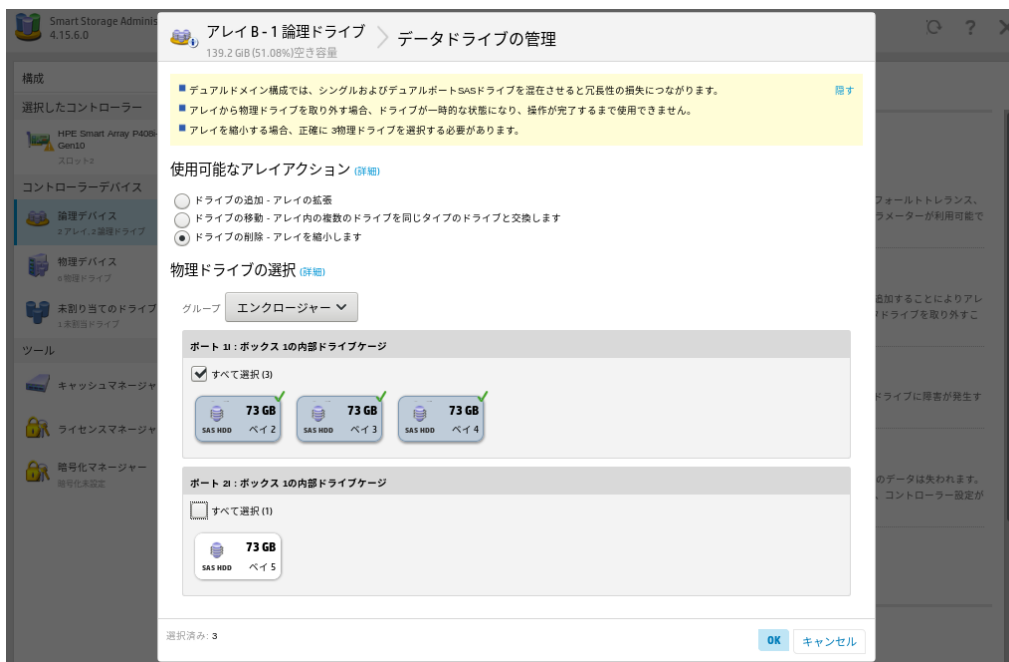 Smart Storage Adminis
4.15.6.0
アレイ B - 1 論理ドライブ
データドライブの管理
139.2 GiB (51.08%)空き容量
?
構成
選択したコントローラー
HPE Smart Array P408i-
Gen10
スロット2
コントローラーデバイス
論理デバイス
2アレイ, 2論理ドライブ
物理デバイス
6物理ドライブ
未割り当てのドライブ
1未割当ドライブ
ツール
キャッシュマネージャ
ライセンスマネージャ
暗号化マネージャー
暗号化未設定
デュアルドメイン構成では、シングルおよびデュアルポートSASドライブを混在させると冗長性の損失につながります。
隠す
アレイから物理ドライブを取り外す場合、ドライブが一時的な状態になり、操作が完了するまで使用できません。
アレイを縮小する場合、正確に 3物理ドライブを選択する必要があります。
使用可能なアレイアクション (詳細)
ドライブの追加 - アレイの拡張
ドライブの移動 - アレイ内の複数のドライブを同じタイプのドライブと交換します
ドライブの削除 - アレイを縮小します
物理ドライブの選択 (詳細)
グループ エンクロージャー
ポート 1I : ボックス 1の内部ドライブケージ
すべて選択 (3)
73 GB
SAS HDD ベイ 2
73 GB
SAS HDD ベイ 3
73 GB
SAS HDD ベイ 4
ポート 2I : ボックス 1の内部ドライブケージ
すべて選択 (1)
73 GB
SAS HDD ベイ 5
選択済み: 3
OK
キャンセル
フォールトトレランス、
ラメーターが利用可能で
追加することによりアレ
ドライブを取り外すこ
ドライブに障害が発生す
のデータは失われます。
、コントローラー設定が